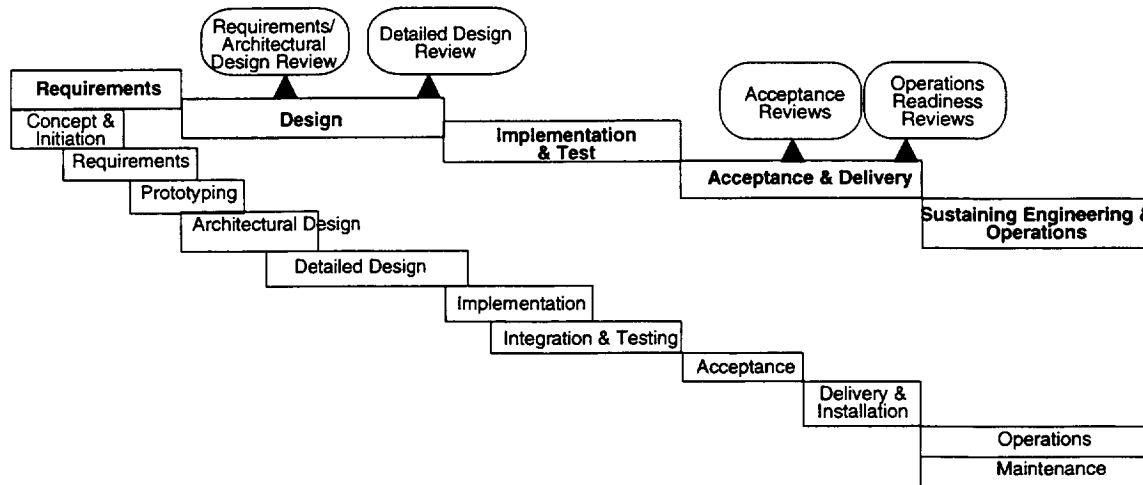 Requirements/
Architectural
Design Review
Detailed Design
Review
Acceptance
Reviews
Operations
Readiness
Reviews
Requirements
Design
Implementation
& Test
Acceptance & Delivery
Sustaining Engineering &
Operations
Concept &
Initiation
Requirements
Prototyping
Architectural Design
Detailed Design
Implementation
Integration & Testing
Acceptance
Delivery &
Installation
Operations
Maintenance